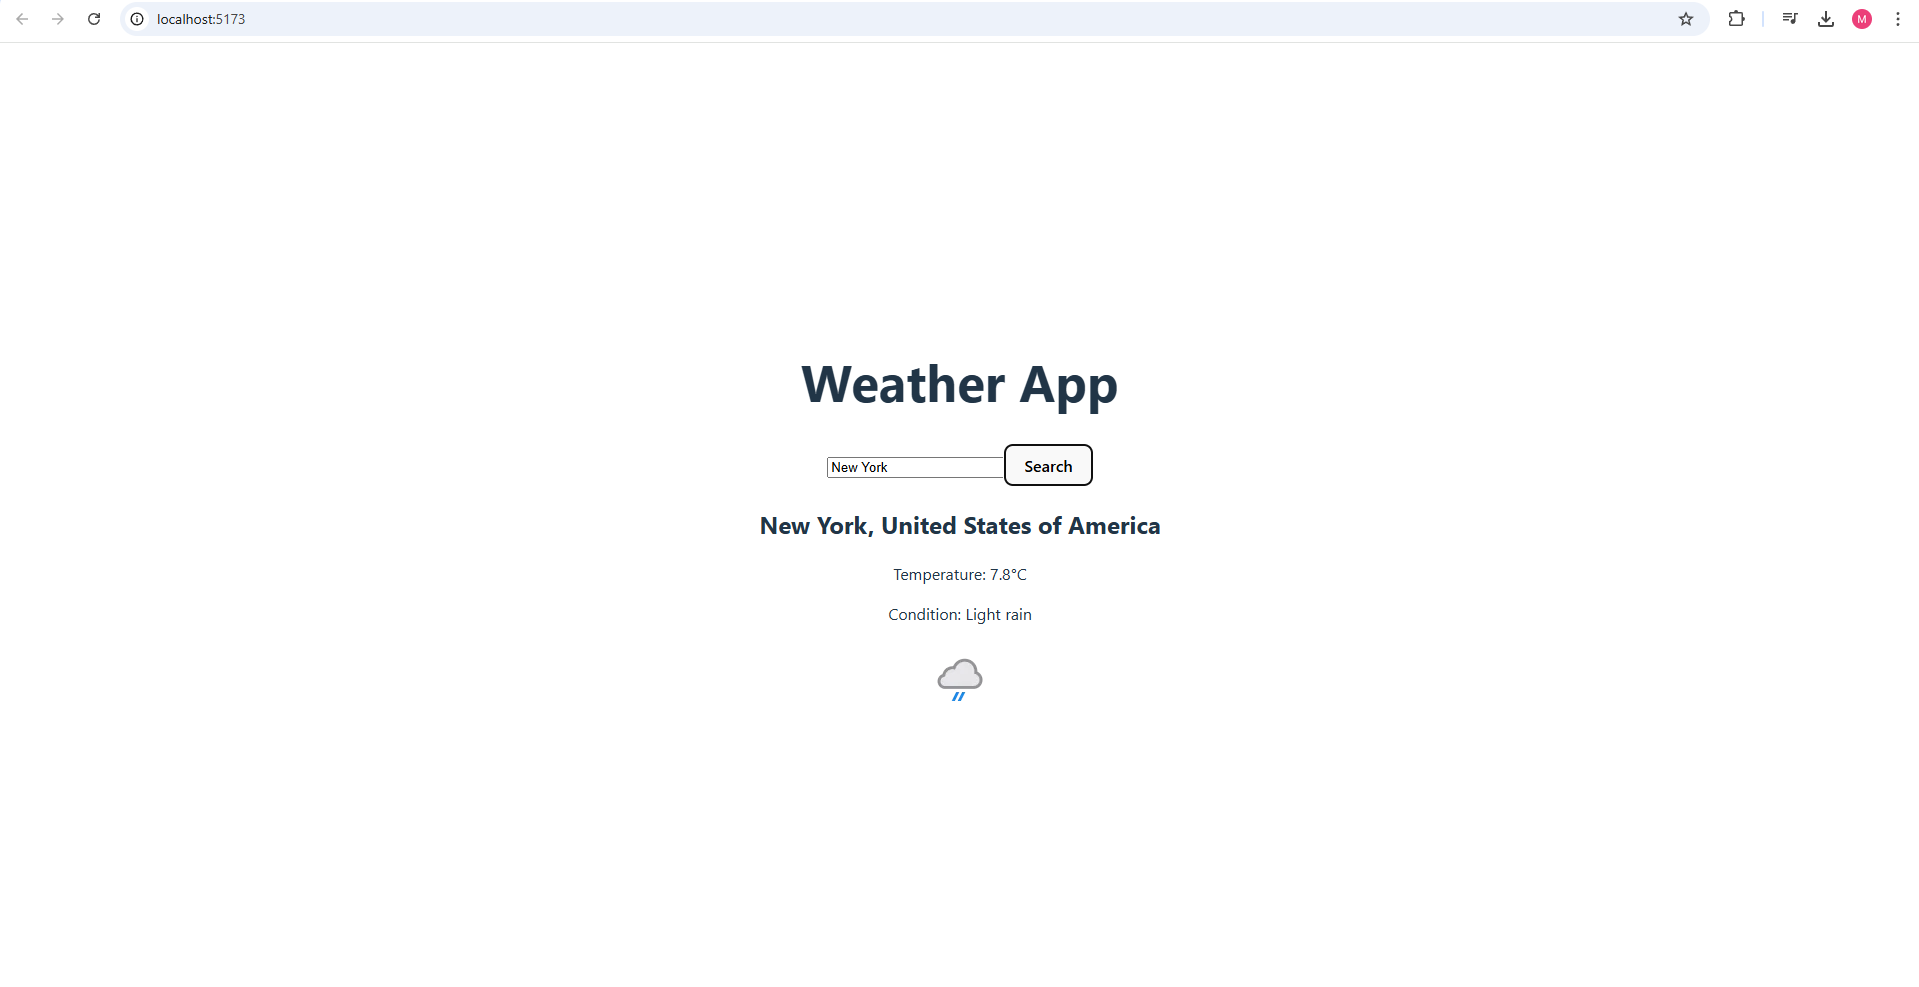 localhost:5173
M
Weather App
New York
Search
New York, United States of America
Temperature: 7.8°C
Condition: Light rain